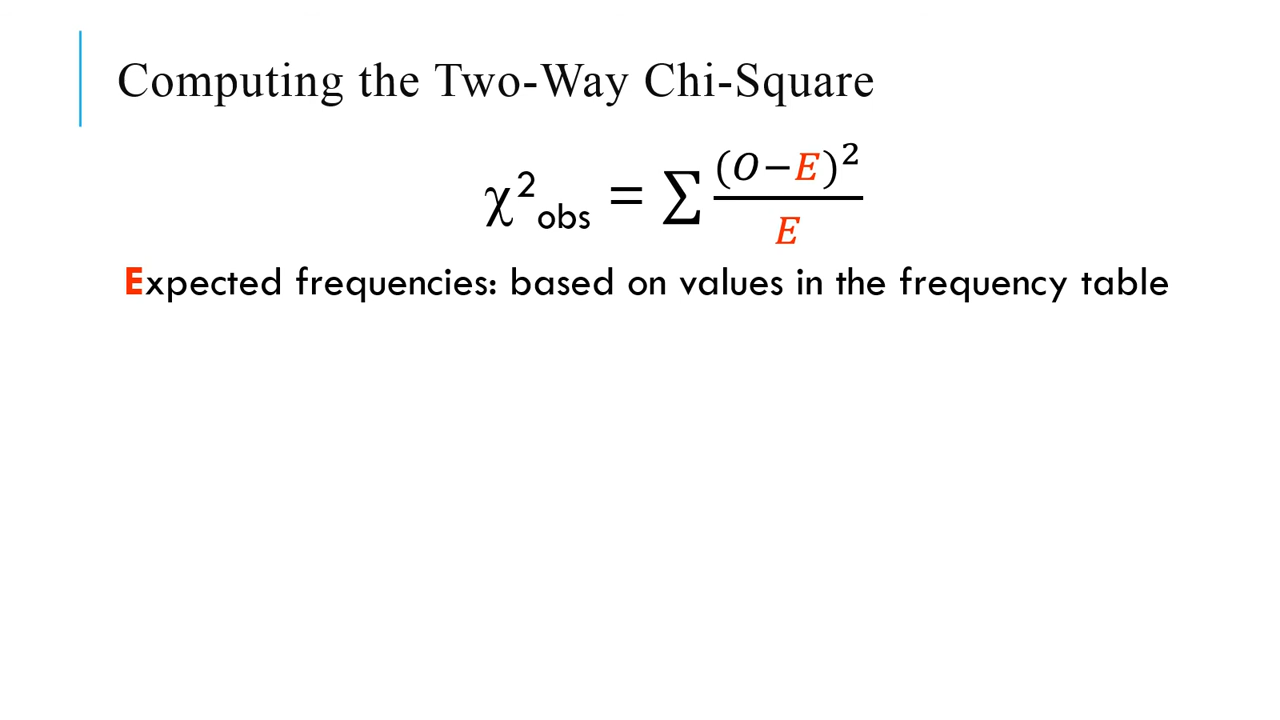 Computing the Two-Way Chi-Square
χ²obs = ∑ (O−E)² / E
Expected frequencies: based on values in the frequency table